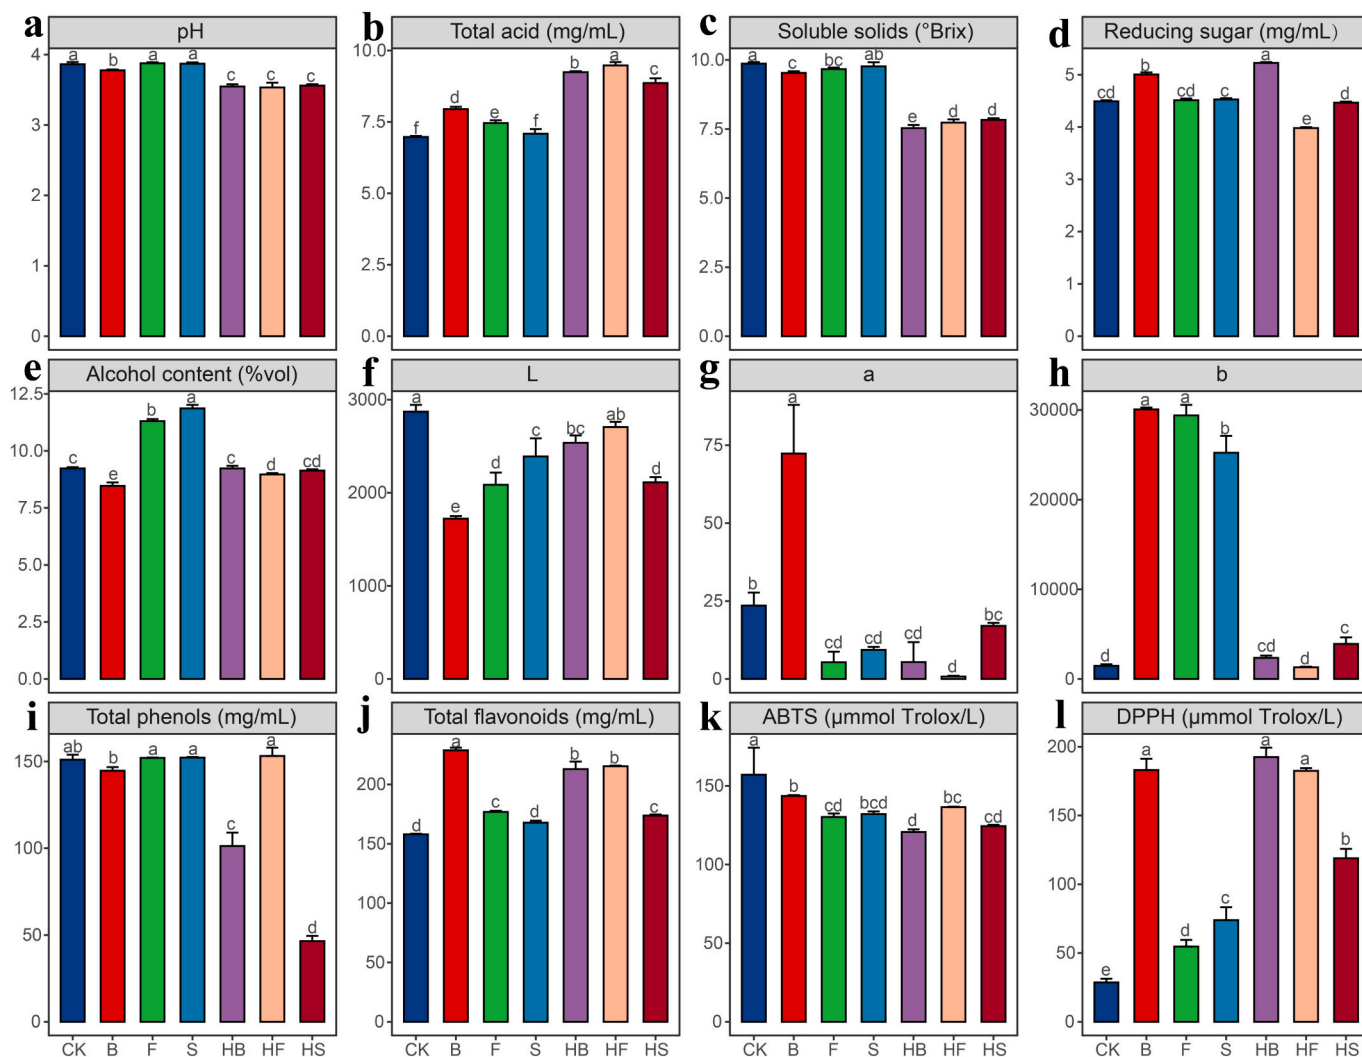 a b c d
pH Total acid (mg/mL) Soluble solids (°Brix) Reducing sugar (mg/mL)
4 3 2 1 0
a b a a c c c
10.0 7.5 5.0 2.5 0.0
f d e f b a c
10.0 7.5 5.0 2.5 0.0
a c bc ab e d d
5 4 3 2 1 0
cd b cd c a e d
e f g h
Alcohol content (%vol) L a b
12.5 10.0 7.5 5.0 2.5 0.0
c e b a c d cd
3000 2000 1000 0
a e d c bc ab d
75 50 25 0
b a cd cd cd d bc
30000 20000 10000 0
d a a b cd d c
i j k l
Total phenols (mg/mL) Total flavonoids (mg/mL) ABTS (µmmol Trolox/L) DPPH (µmmol Trolox/L)
150 100 50 0
ab b a a c a d
200 150 100 50 0
d a c d b b c
150 100 50 0
a b cd bcd d bc cd
200 150 100 50 0
e a d c a a b
CK B F S HB HF HS CK B F S HB HF HS CK B F S HB HF HS CK B F S HB HF HS